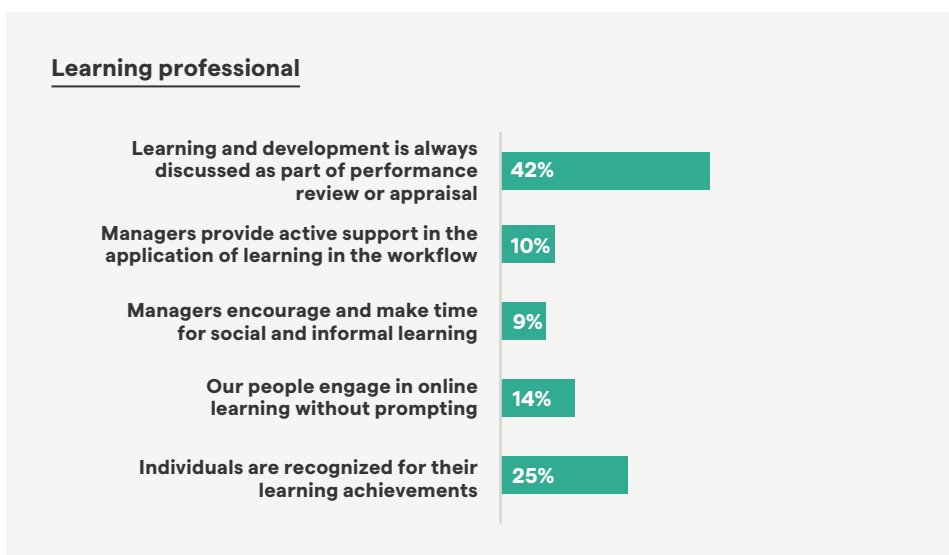 Learning professional
Learning and development is always
discussed as part of performance
review or appraisal
42%
Managers provide active support in the
application of learning in the workflow
10%
Managers encourage and make time
for social and informal learning
9%
Our people engage in online
learning without prompting
14%
Individuals are recognized for their
learning achievements
25%